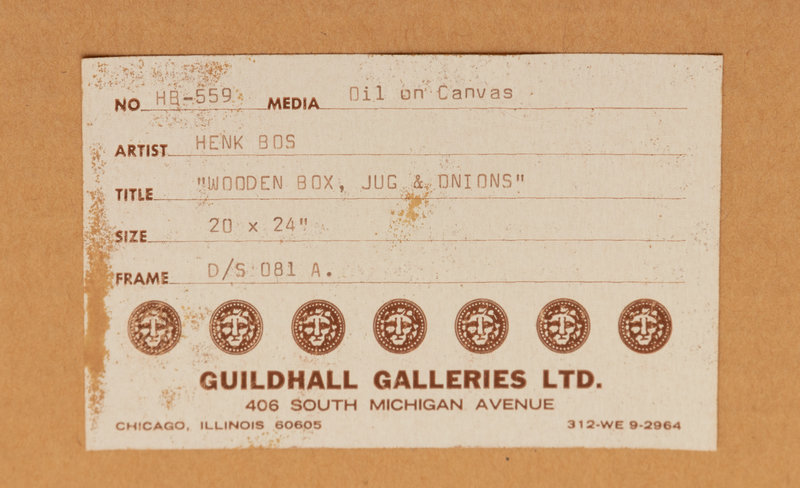 NO HB-559 MEDIA Oil on Canvas
ARTIST HENK BOS
TITLE "WOODEN BOX, JUG & ONIONS"
SIZE 20 x 24"
FRAME D/S 081 A.
GUILDHALL GALLERIES LTD.
406 SOUTH MICHIGAN AVENUE
CHICAGO, ILLINOIS 60605 312-WE 9-2964